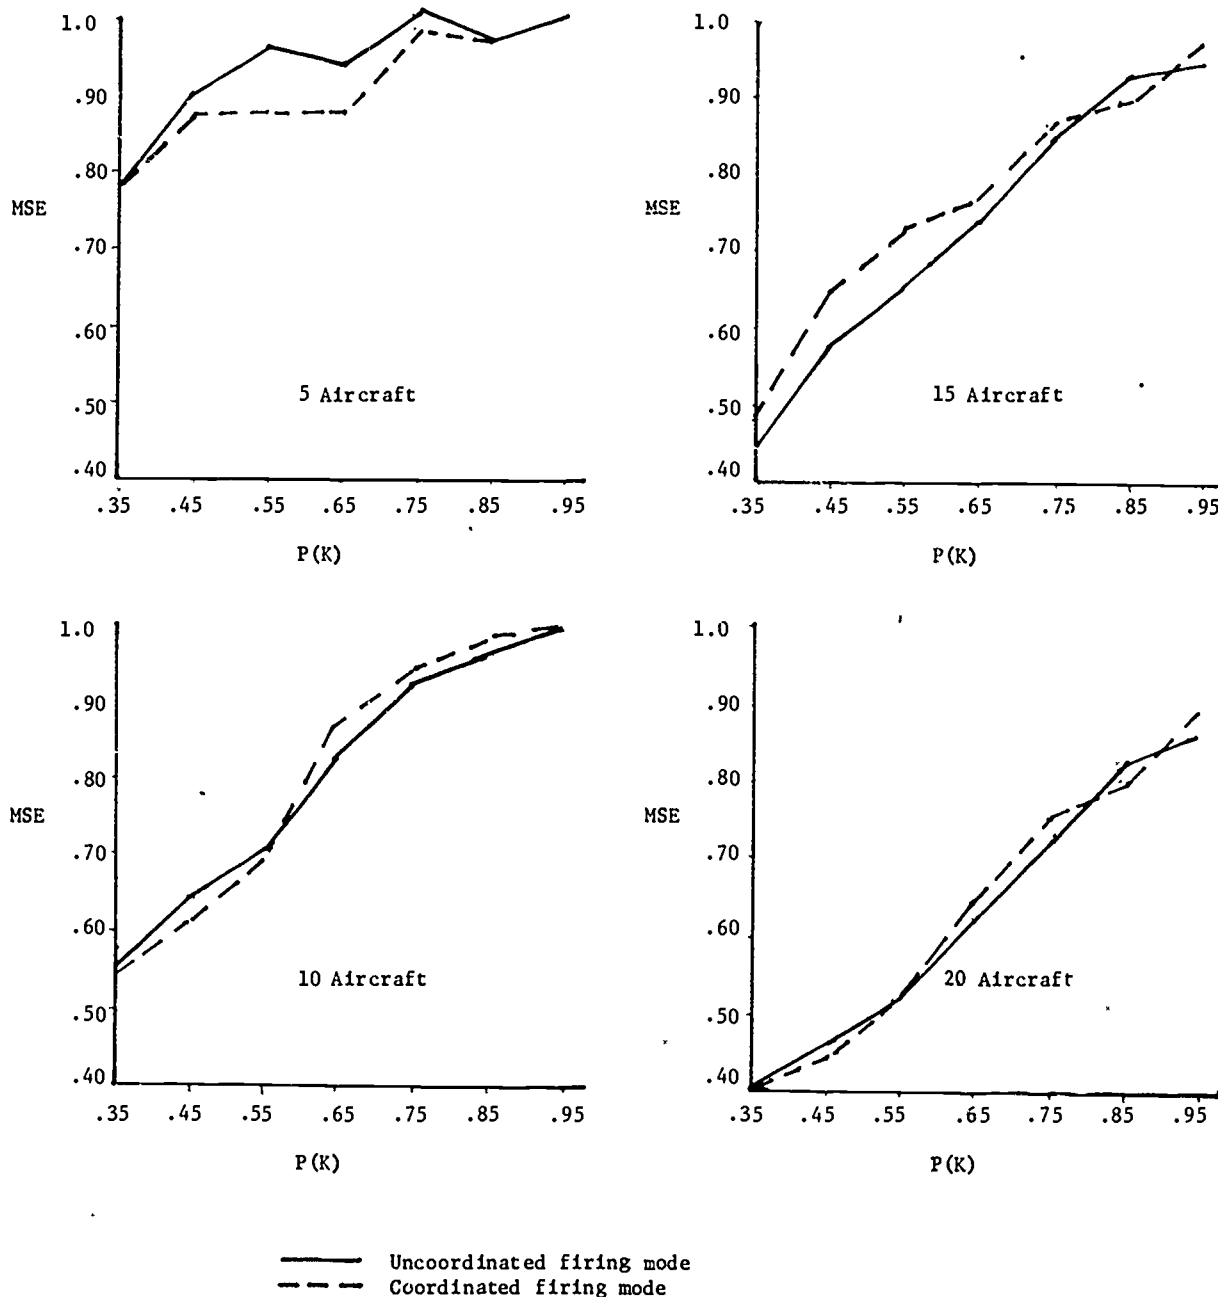 1.0
.90
.80
MSE
.70
.60
.50
.40
5 Aircraft
.35 .45 .55 .65 .75 .85 .95
P(K)
1.0
.90
.80
MSE
.70
.60
.50
.40
15 Aircraft
.35 .45 .55 .65 .75 .85 .95
P(K)
1.0
.90
.80
MSE
.70
.60
.50
.40
10 Aircraft
.35 .45 .55 .65 .75 .85 .95
P(K)
1.0
.90
.80
MSE
.70
.60
.50
.40
20 Aircraft
.35 .45 .55 .65 .75 .85 .95
P(K)
Uncoordinated firing mode
Coordinated firing mode